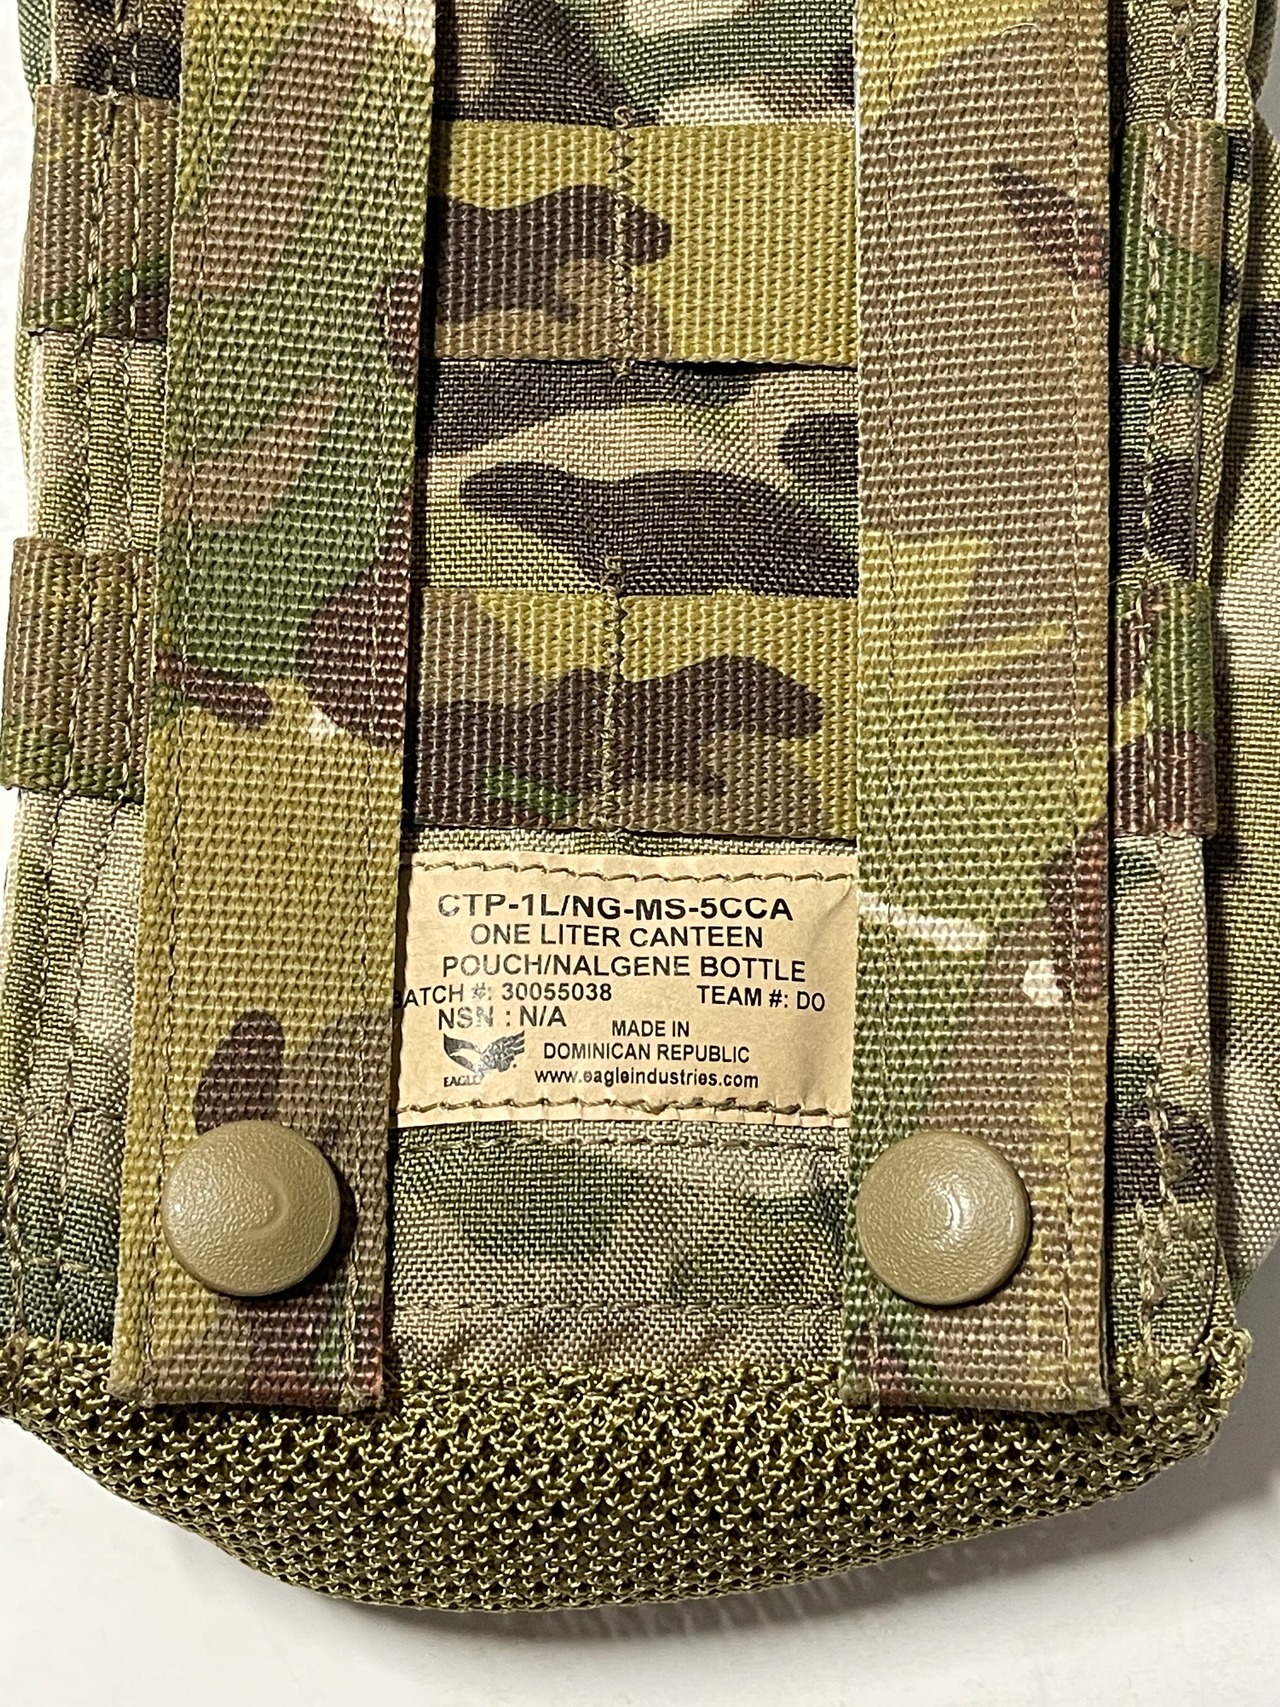 CTP-1L/NG-MS-5CCA
ONE LITER CANTEEN
POUCH/NALGENE BOTTLE
BATCH #: 30055038 TEAM #: DO
NSN : N/A
MADE IN
DOMINICAN REPUBLIC
EAGLE
www.eagleindustries.com